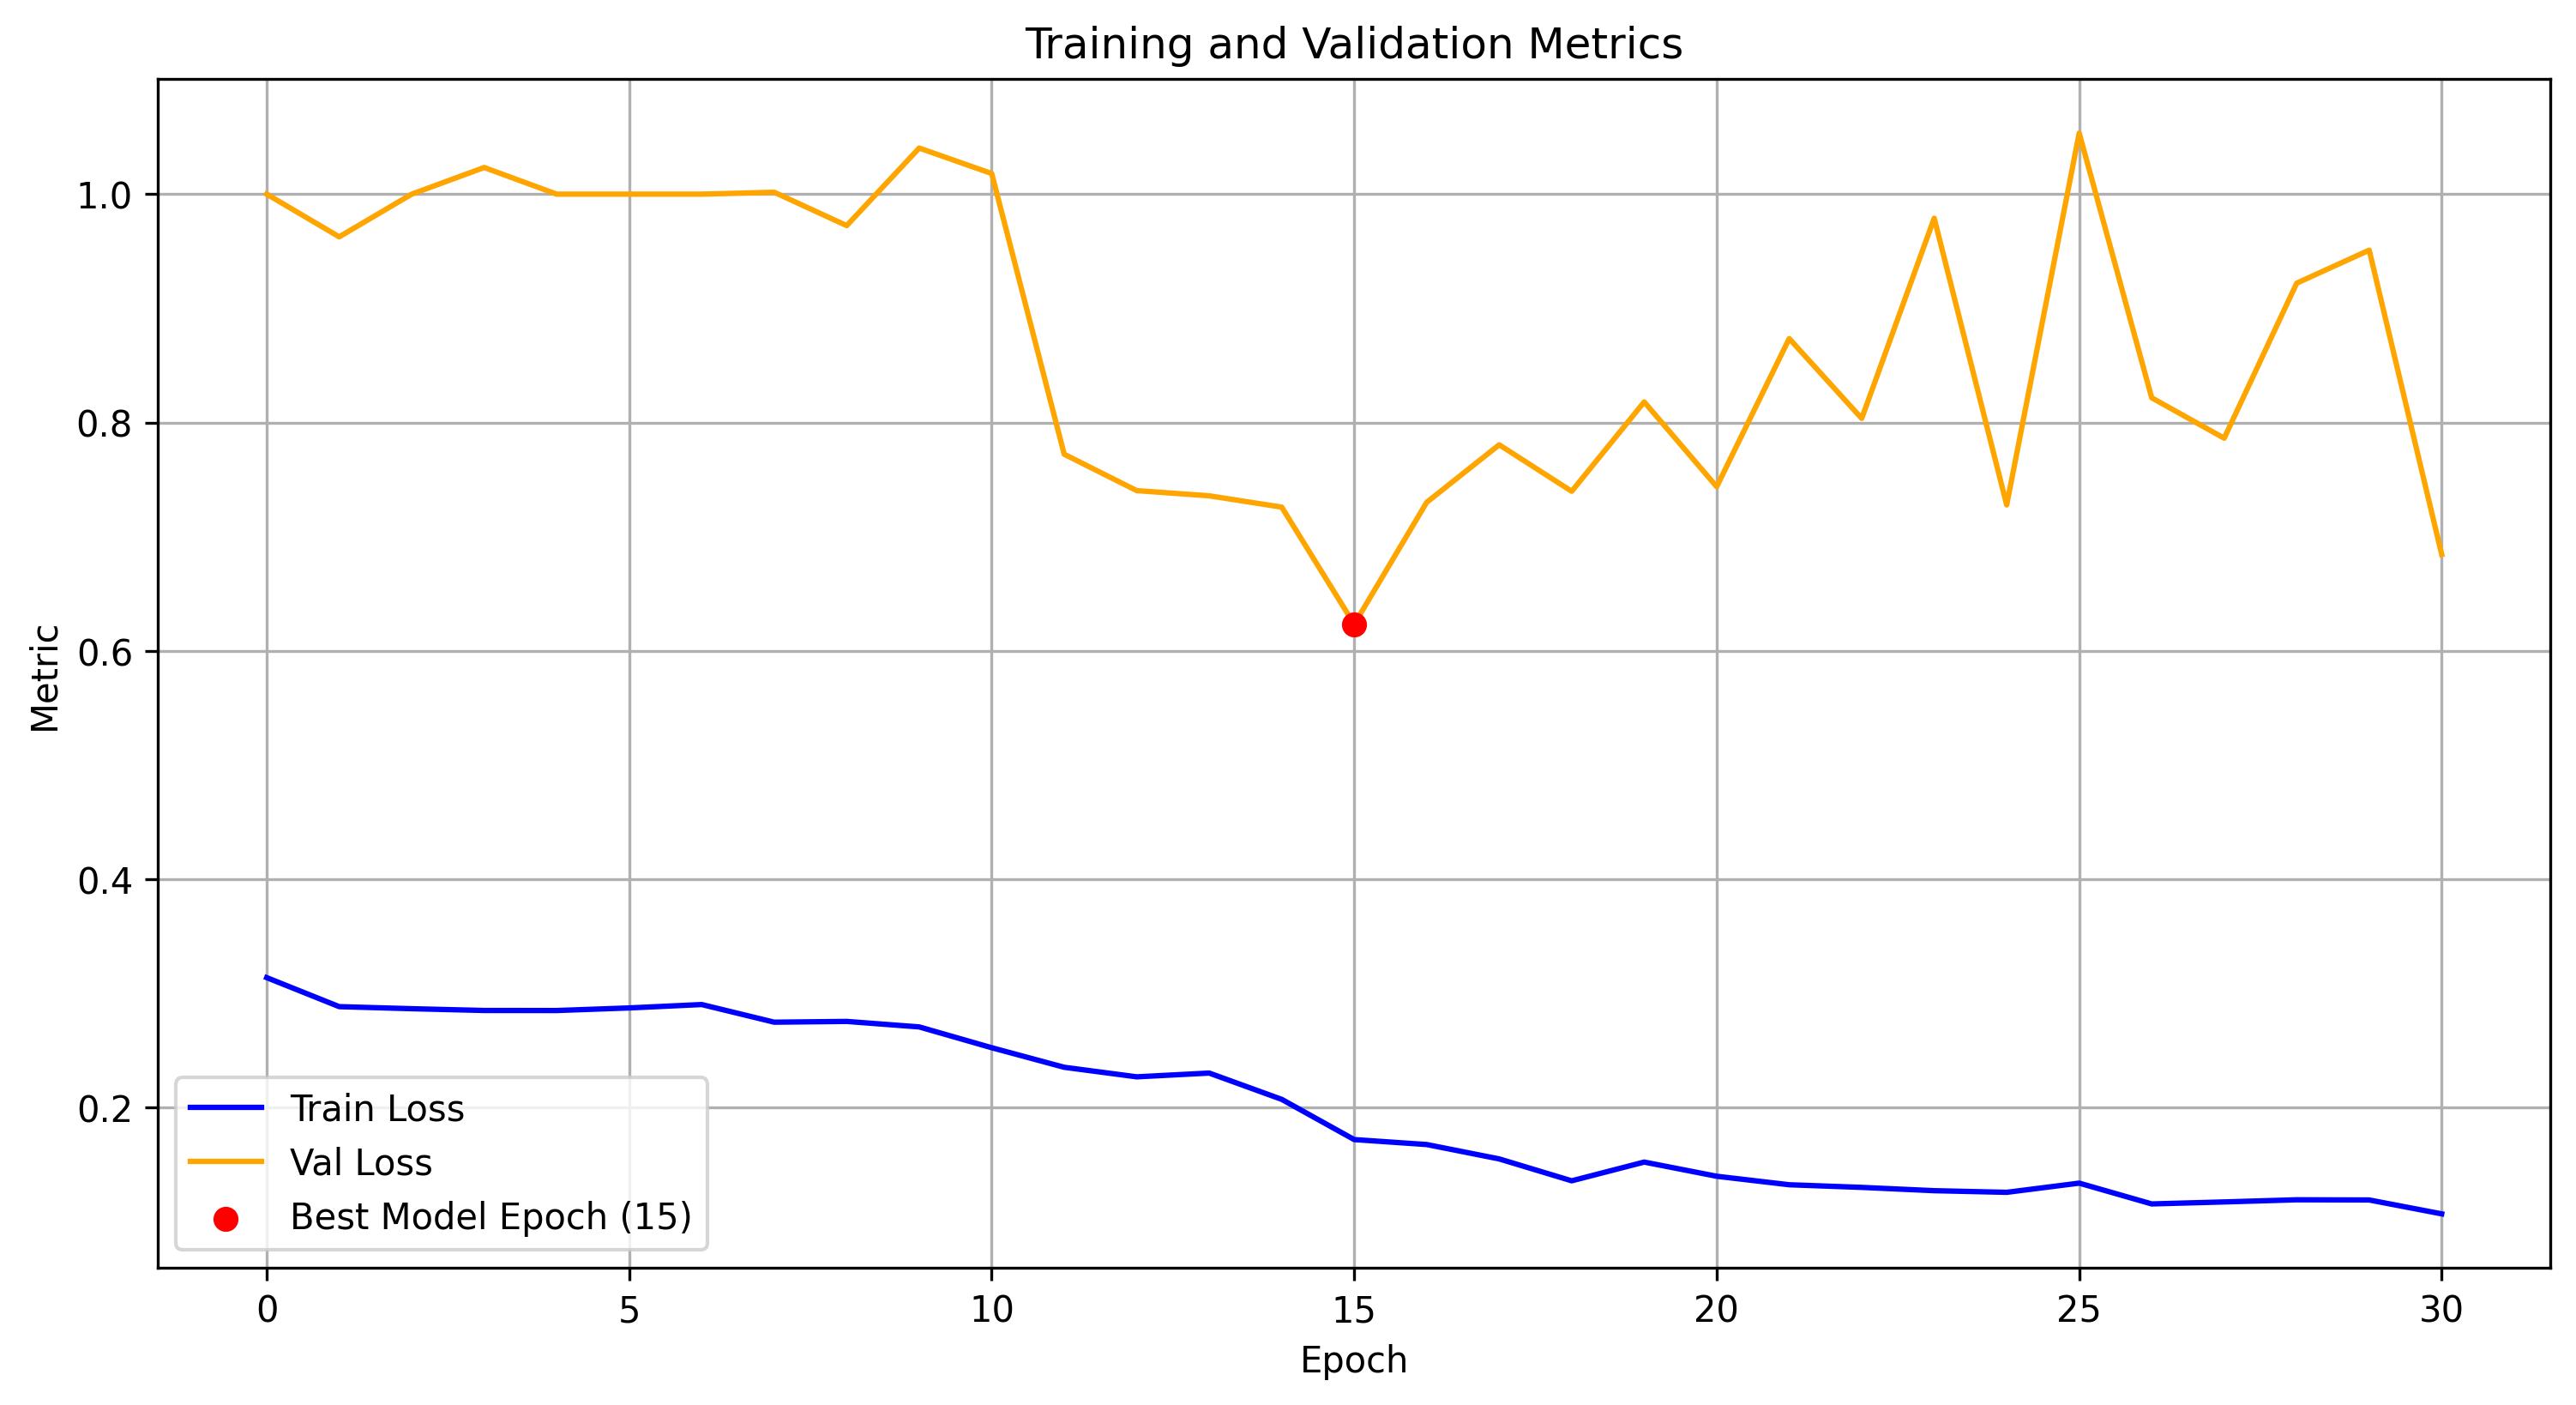 Training and Validation Metrics
Metric
1.0
0.8
0.6
0.4
0.2
Train Loss
Val Loss
Best Model Epoch (15)
0 5 10 15 20 25 30
Epoch